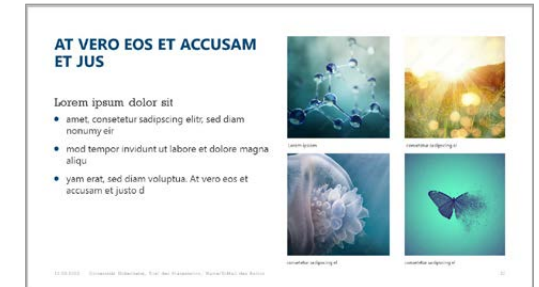 AT VERO EOS ET ACCUSAM
ET JUS
Lorem ipsum dolor sit
• amet, consetetur sadipscing elitr, sed diam
nonumy eir
• mod tempor invidunt ut labore et dolore magna
aliqu
• yam erat, sed diam voluptua. At vero eos et
accusam et justo d
Lorem ipsum
consetetur sadipscing el
consetetur sadipscing el
consetetur sadipscing el